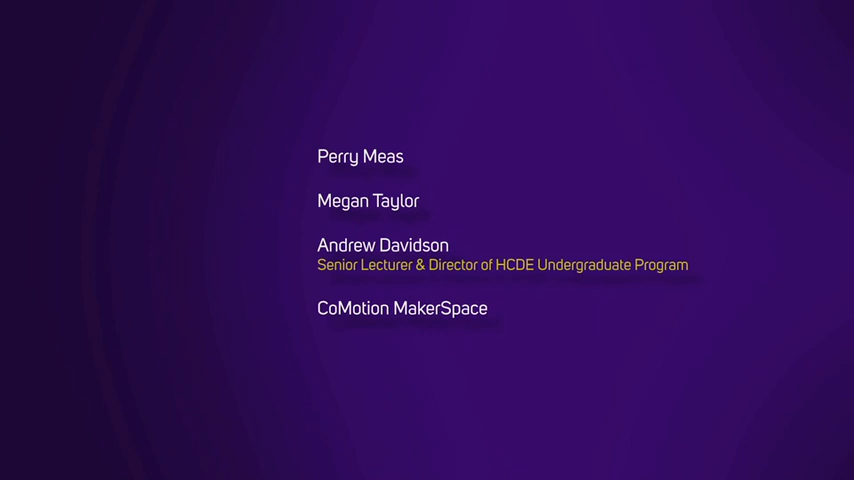 Perry Meas
Megan Taylor
Andrew Davidson
Senior Lecturer & Director of HCDE Undergraduate Program
CoMotion MakerSpace